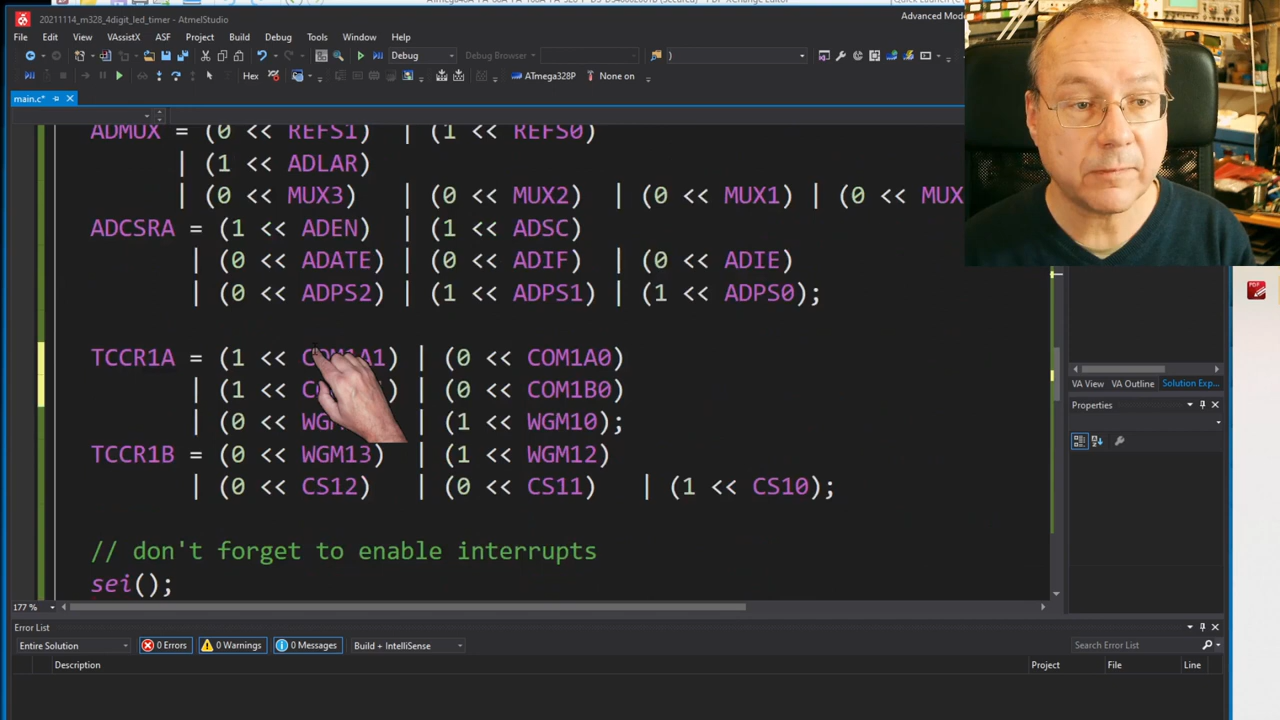 20211114_m328_4digit_led_timer - AtmelStudio
Advanced Mode
File Edit View VAssistX ASF Project Build Debug Tools Window Help
Debug Debug Browser )
Hex ATmega328P None on
main.c*
ADMUX = (0 << REFS1) | (1 << REFS0)
| (1 << ADLAR)
| (0 << MUX3) | (0 << MUX2) | (0 << MUX1) | (0 << MUX
ADCSRA = (1 << ADEN) | (1 << ADSC)
| (0 << ADATE) | (0 << ADIF) | (0 << ADIE)
| (0 << ADPS2) | (1 << ADPS1) | (1 << ADPS0);
TCCR1A = (1 << COM1A1) | (0 << COM1A0)
| (1 << | (0 << COM1B0)
| (0 << | (1 << WGM10);
TCCR1B = (0 << WGM13) | (1 << WGM12)
| (0 << CS12) | (0 << CS11) | (1 << CS10);
// don't forget to enable interrupts
sei();
177 %
VA View VA Outline Solution Exp...
Properties
PDF
Error List
Entire Solution 0 Errors 0 Warnings 0 Messages Build + IntelliSense Search Error List
Description Project File Line